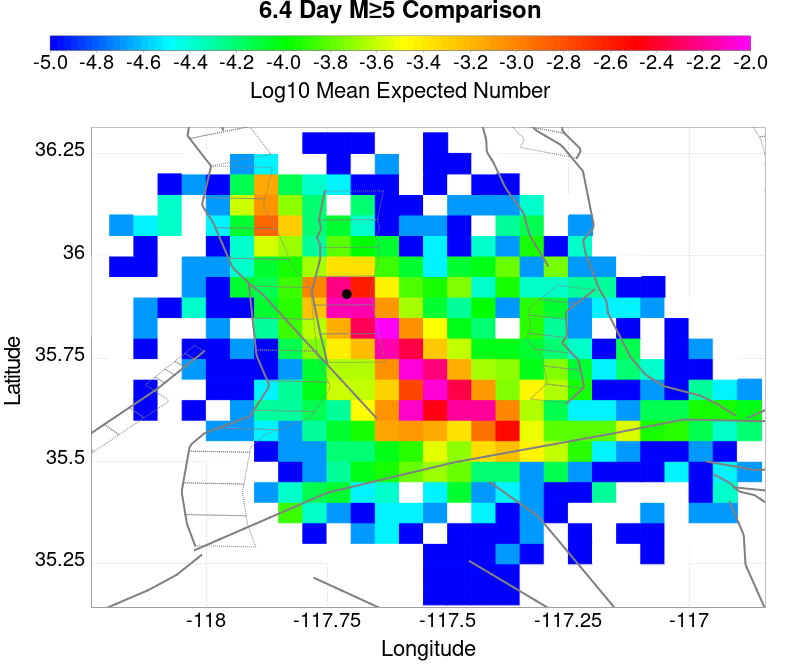 6.4 Day M≥5 Comparison
-5.0 -4.8 -4.6 -4.4 -4.2 -4.0 -3.8 -3.6 -3.4 -3.2 -3.0 -2.8 -2.6 -2.4 -2.2 -2.0
Log10 Mean Expected Number
36.25
36
35.75
Latitude
35.5
35.25
-118 -117.75 -117.5 -117.25 -117
Longitude